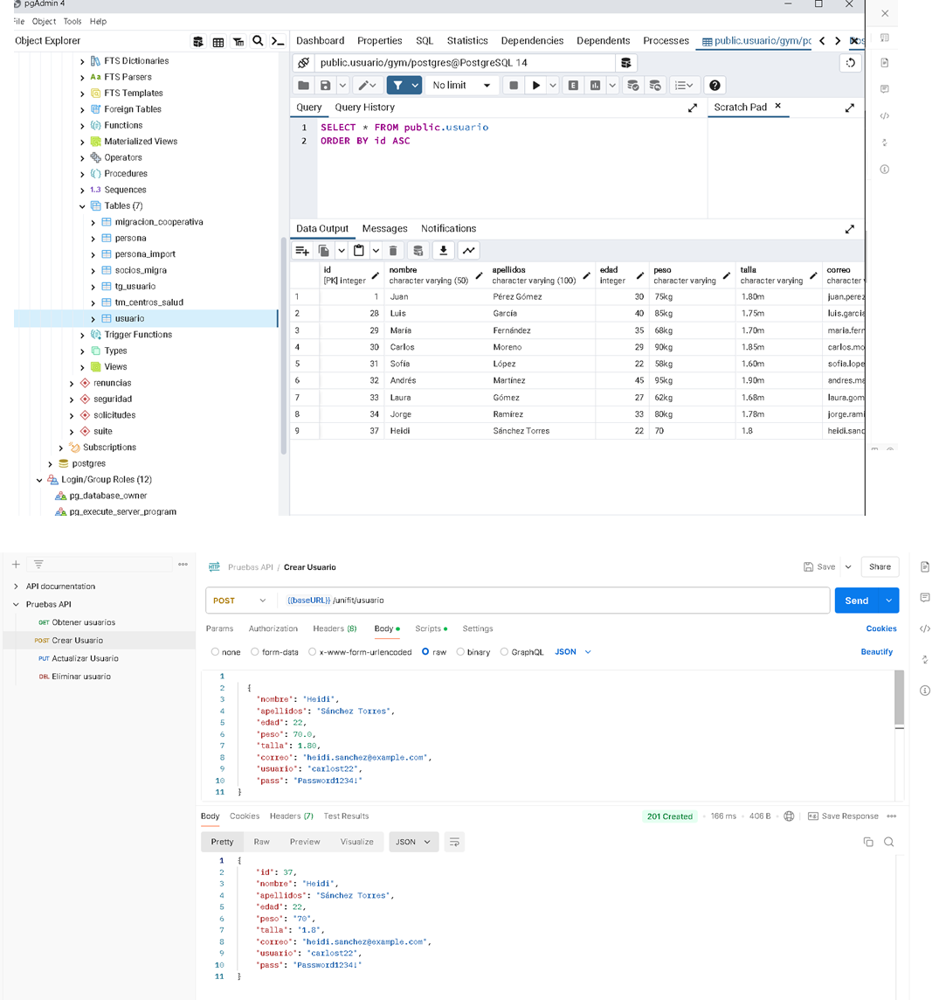 pgAdmin 4
File Object Tools Help
Object Explorer
Dashboard Properties SQL Statistics Dependencies Dependents Processes public.usuario/gym/pc
FTS Dictionaries
FTS Parsers
FTS Templates
Foreign Tables
Functions
Materialized Views
Operators
Procedures
1.3 Sequences
Tables (7)
migracion_cooperativa
persona
persona_import
socios_migra
tg_usuario
tm_centros_salud
usuario
Trigger Functions
Types
Views
renuncias
seguridad
solicitudes
suite
Subscriptions
postgres
Login/Group Roles (12)
pg_database_owner
pg_execute_server_program
public.usuario/gym/postgres@PostgreSQL 14
No limit
Query Query History
Scratch Pad
1 SELECT * FROM public.usuario
2 ORDER BY id ASC
Data Output Messages Notifications
id nombre apellidos edad peso talla correo
[PK] integer character varying (50) character varying (100) integer character varying character varying character v
1 1 Juan Pérez Gómez 30 75kg 1.80m juan.perez
2 28 Luis García 40 85kg 1.75m luis.garcia
3 29 María Fernández 35 68kg 1.70m maria.fern
4 30 Carlos Moreno 29 90kg 1.85m carlos.mo
5 31 Sofía López 22 58kg 1.60m sofia.lope
6 32 Andrés Martínez 45 95kg 1.90m andres.ma
7 33 Laura Gómez 27 62kg 1.68m laura.gom
8 34 Jorge Ramírez 33 80kg 1.78m jorge.rami
9 37 Heidi Sánchez Torres 22 70 1.8 heidi.sanc
API documentation
Pruebas API
GET Obtener usuarios
POST Crear Usuario
PUT Actualizar Usuario
DEL Eliminar usuario
HTTP Pruebas API / Crear Usuario
Save Share
POST {{baseURL}} /unifit/usuario
Send
Params Authorization Headers (8) Body Scripts Settings Cookies
none form-data x-www-form-urlencoded raw binary GraphQL JSON Beautify
1
2 {
3 "nombre": "Heidi",
4 "apellidos": "Sánchez Torres",
5 "edad": 22,
6 "peso": 70.0,
7 "talla": 1.80,
8 "correo": "heidi.sanchez@example.com",
9 "usuario": "carlost22",
10 "pass": "Password1234!"
11 }
Body Cookies Headers (7) Test Results 201 Created 166 ms 406 B Save Response
Pretty Raw Preview Visualize JSON
1 {
2 "id": 37,
3 "nombre": "Heidi",
4 "apellidos": "Sánchez Torres",
5 "edad": 22,
6 "peso": "70",
7 "talla": "1.8",
8 "correo": "heidi.sanchez@example.com",
9 "usuario": "carlost22",
10 "pass": "Password1234!"
11 }